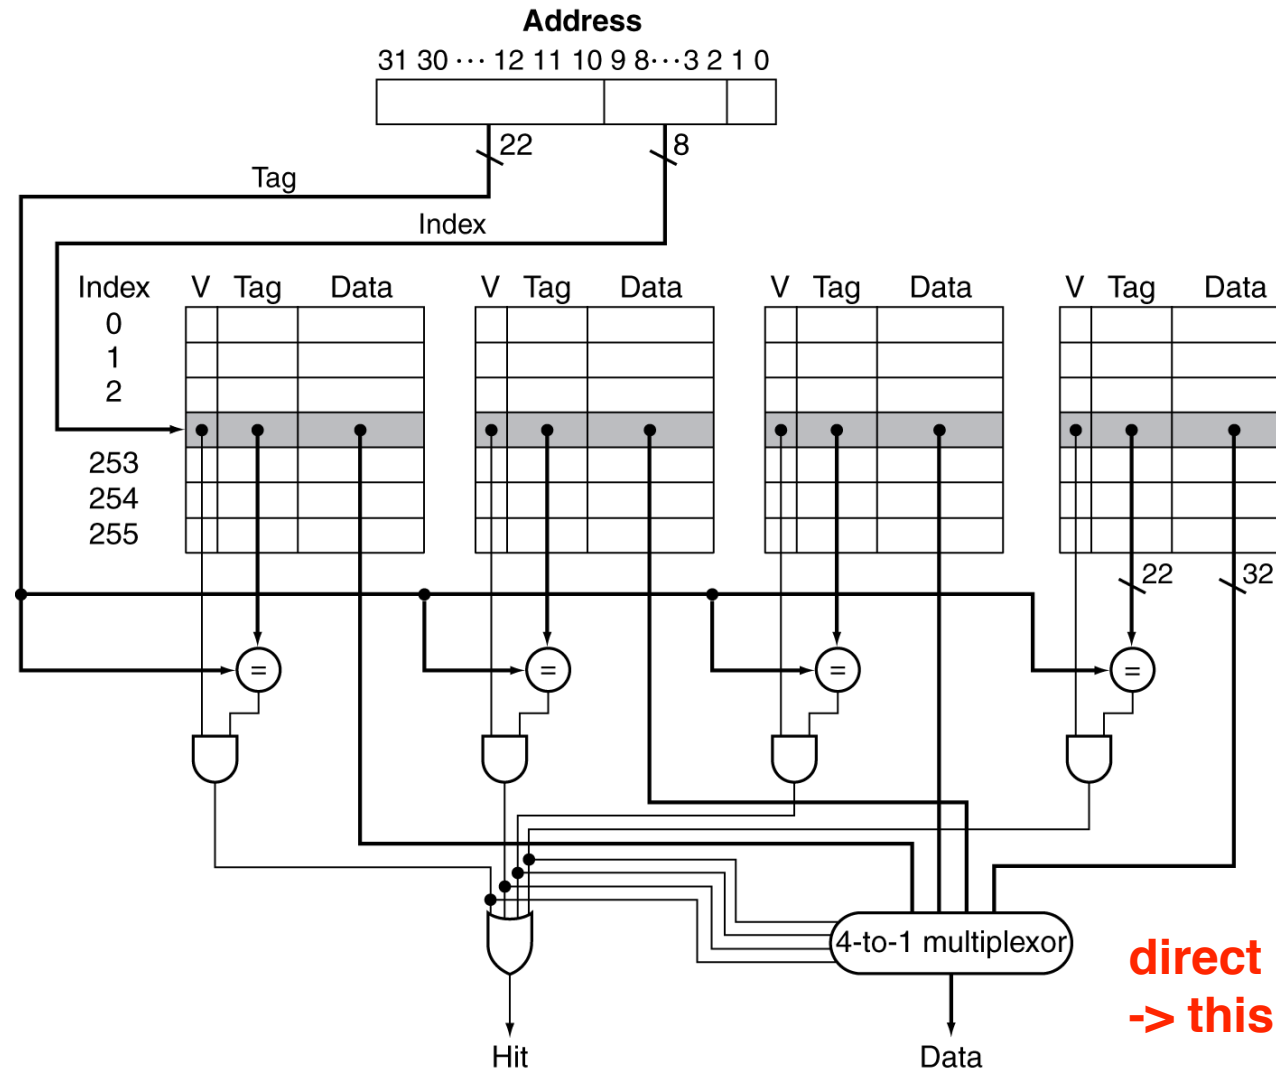 Address
31 30 ··· 12 11 10 9 8···3 2 1 0
22
8
Tag
Index
Index V Tag Data V Tag Data V Tag Data V Tag Data
0
1
2
253
254
255
22
32
= = = =
4-to-1 multiplexor
direct
-> this
Hit
Data